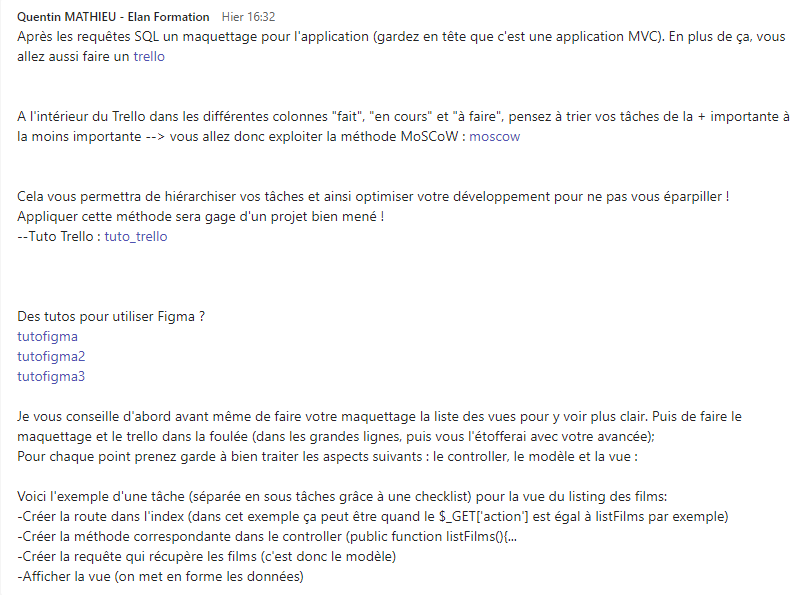 Quentin MATHIEU - Elan Formation Hier 16:32
Après les requêtes SQL un maquettage pour l'application (gardez en tête que c'est une application MVC). En plus de ça, vous
allez aussi faire un trello
A l'intérieur du Trello dans les différentes colonnes "fait", "en cours" et "à faire", pensez à trier vos tâches de la + importante à
la moins importante --> vous allez donc exploiter la méthode MoSCoW : moscow
Cela vous permettra de hiérarchiser vos tâches et ainsi optimiser votre développement pour ne pas vous éparpiller !
Appliquer cette méthode sera gage d'un projet bien mené !
--Tuto Trello : tuto_trello
Des tutos pour utiliser Figma ?
tutofigma
tutofigma2
tutofigma3
Je vous conseille d'abord avant même de faire votre maquettage la liste des vues pour y voir plus clair. Puis de faire le
maquettage et le trello dans la foulée (dans les grandes lignes, puis vous l'étofferai avec votre avancée);
Pour chaque point prenez garde à bien traiter les aspects suivants : le controller, le modèle et la vue :
Voici l'exemple d'une tâche (séparée en sous tâches grâce à une checklist) pour la vue du listing des films:
-Créer la route dans l'index (dans cet exemple ça peut être quand le $_GET['action'] est égal à listFilms par exemple)
-Créer la méthode correspondante dans le controller (public function listFilms(){...
-Créer la requête qui récupère les films (c'est donc le modèle)
-Afficher la vue (on met en forme les données)